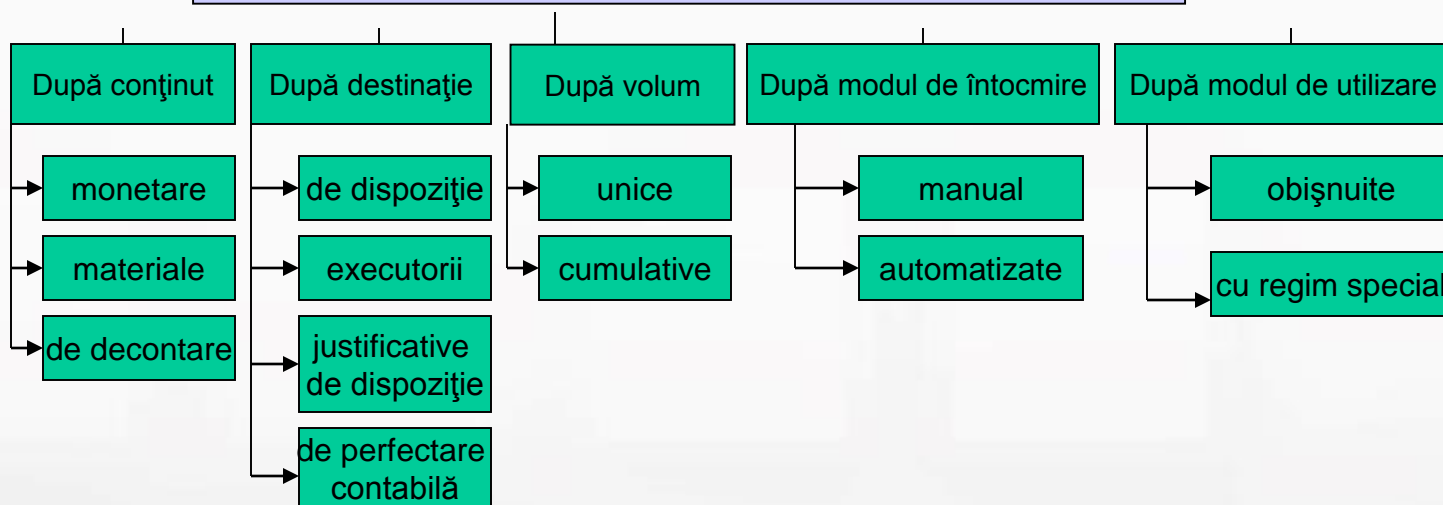 După conţinut
monetare
materiale
de decontare
După destinaţie
de dispoziţie
executorii
justificative
de dispoziţie
de perfectare
contabilă
După volum
unice
cumulative
După modul de întocmire
manual
automatizate
După modul de utilizare
obişnuite
cu regim special